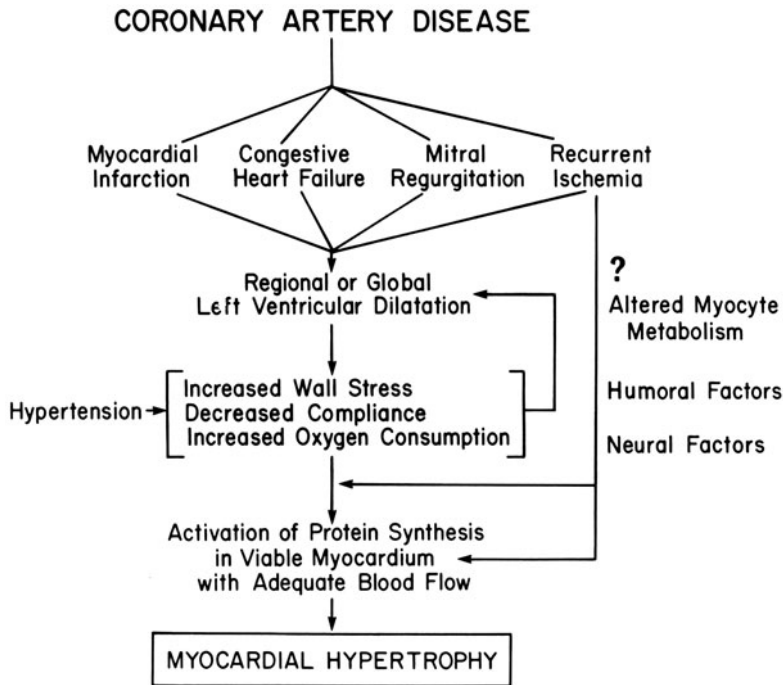 CORONARY ARTERY DISEASE
Myocardial
Infarction
Congestive
Heart Failure
Mitral
Regurgitation
Recurrent
Ischemia
Regional or Global
Left Ventricular Dilatation
?
Altered Myocyte
Metabolism
Hypertension
Increased Wall Stress
Decreased Compliance
Increased Oxygen Consumption
Humoral Factors
Neural Factors
Activation of Protein Synthesis
in Viable Myocardium
with Adequate Blood Flow
MYOCARDIAL HYPERTROPHY